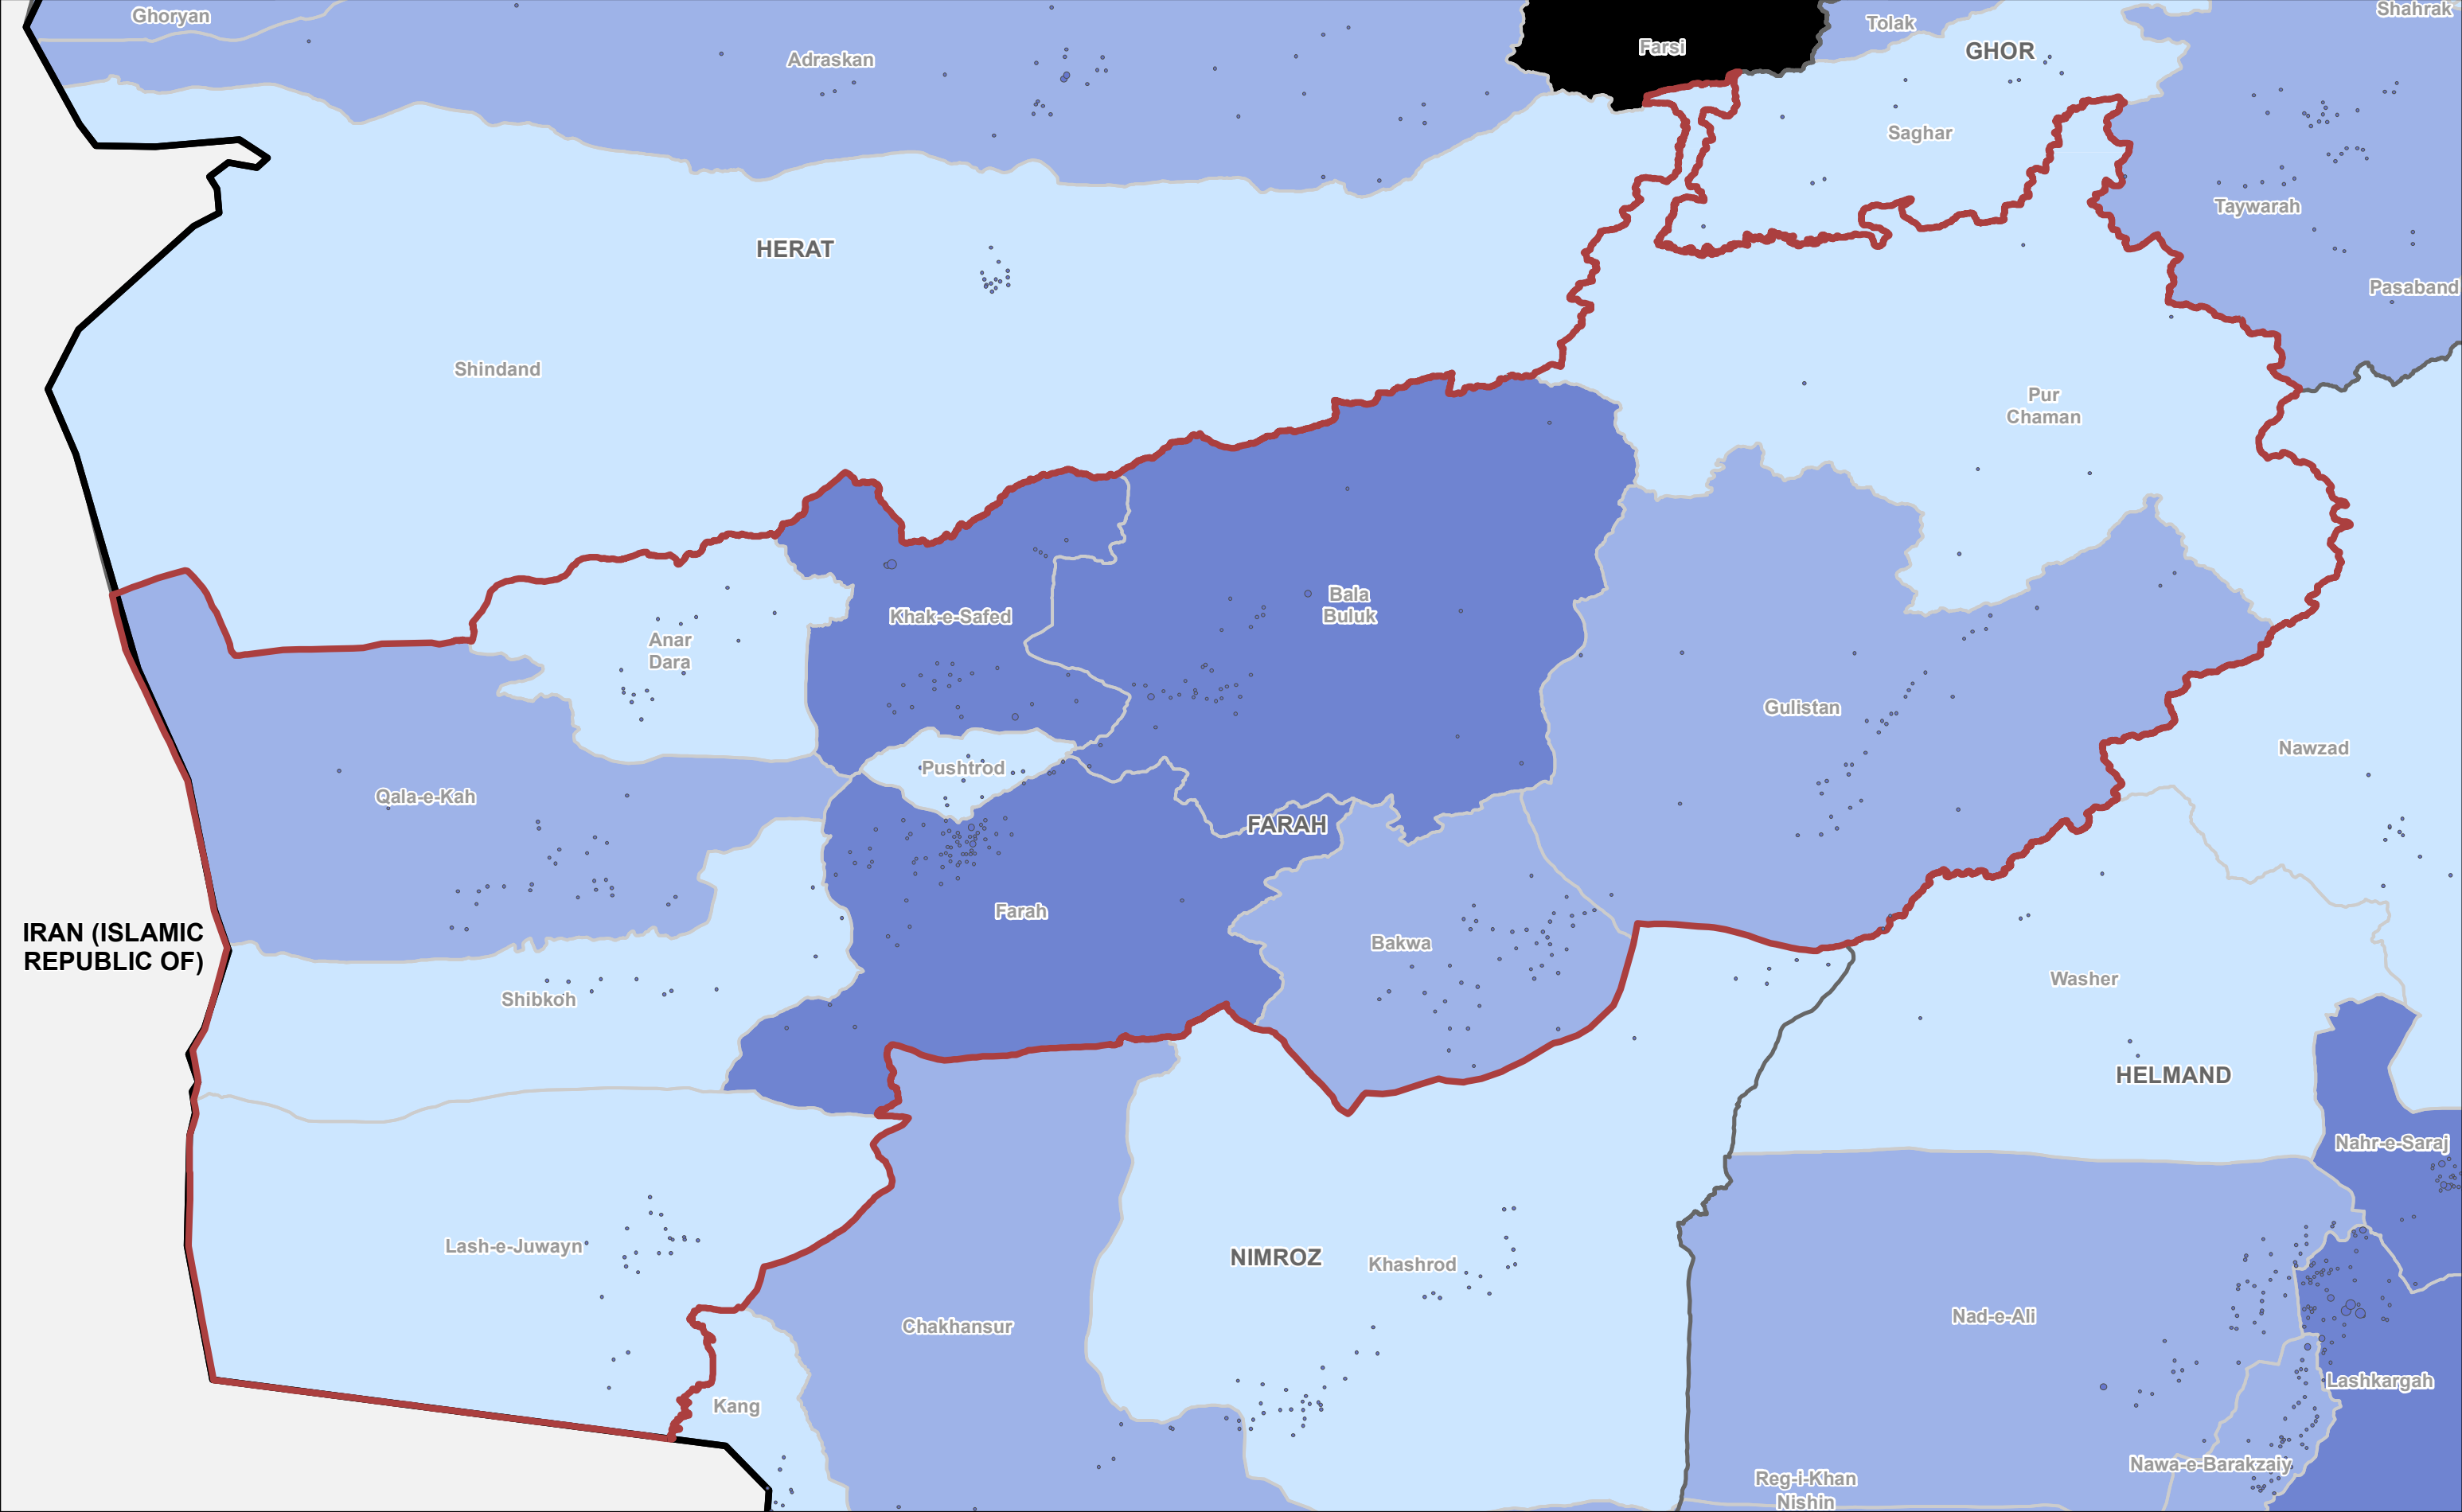 Ghoryan
Shahrak
Tolak
Farsi
GHOR
Adraskan
Saghar
Taywarah
HERAT
Pasaband
Shindand
Pur
Chaman
Bala
Buluk
Khak-e-Safed
Anar
Dara
Gulistan
Nawzad
Pushtrod
Qala-e-Kah
FARAH
Farah
IRAN (ISLAMIC
REPUBLIC OF)
Bakwa
Washer
Shibkoh
HELMAND
Nahr-e-Saraj
Lash-e-Juwayn
NIMROZ
Khashrod
Nad-e-Ali
Chakhansur
Lashkargah
Kang
Nawa-e-Barakzaiy
Reg-i-Khan
Nishin